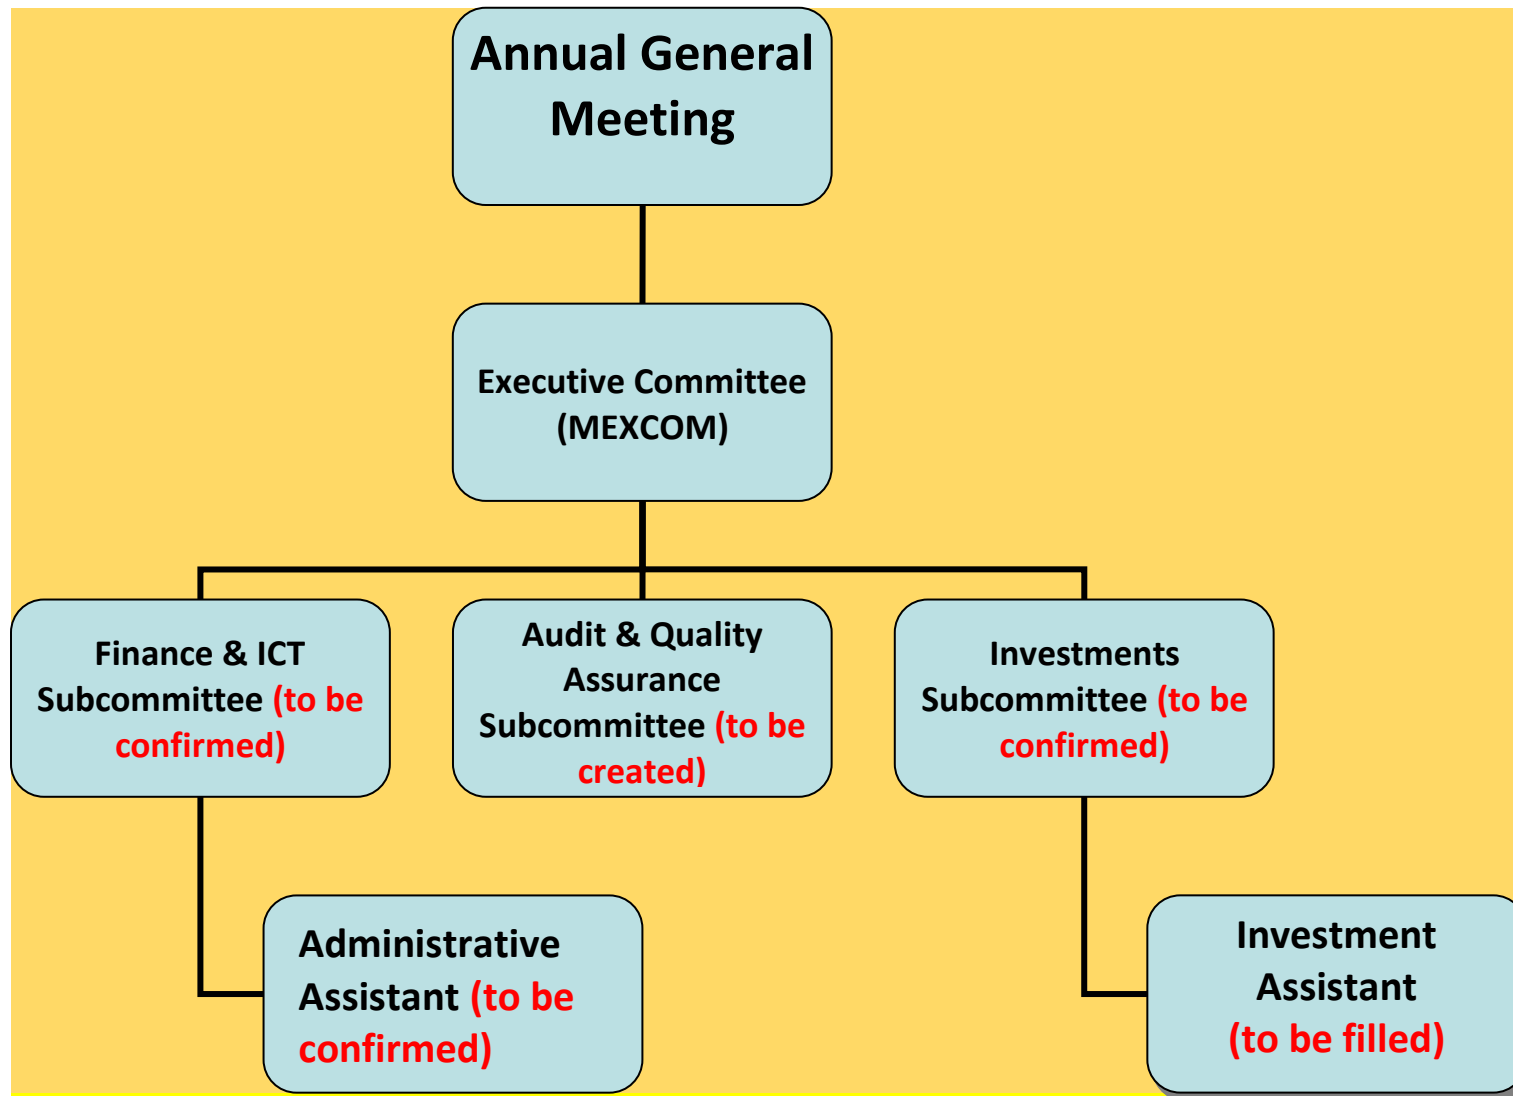 Annual General
Meeting
Executive Committee
(MEXCOM)
Finance & ICT
Subcommittee (to be
confirmed)
Audit & Quality
Assurance
Subcommittee (to be
created)
Investments
Subcommittee (to be
confirmed)
Administrative
Assistant (to be
confirmed)
Investment
Assistant
(to be filled)